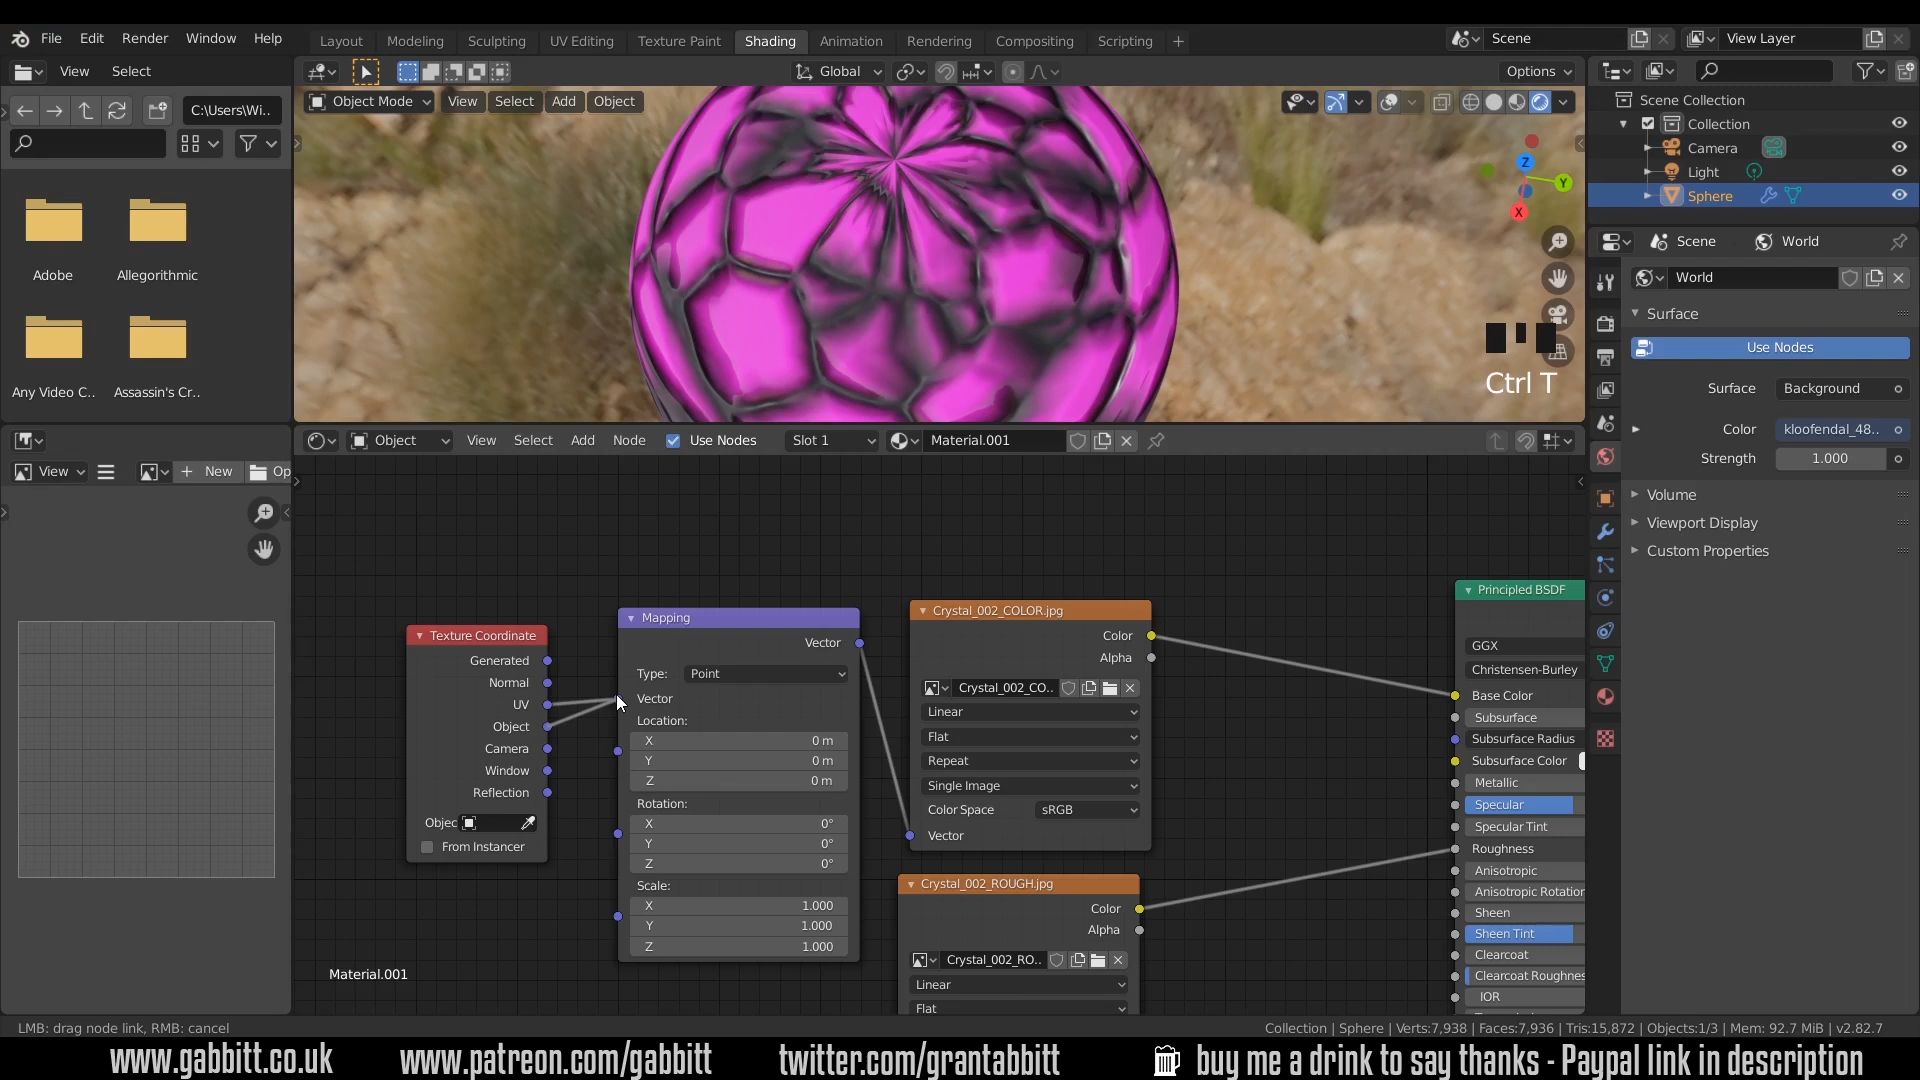 File Edit Render Window Help
Layout Modeling Sculpting UV Editing Texture Paint Shading Animation Rendering Compositing Scripting +
Scene
View Layer
View Select
Global
Options
C:\Users\Wi..
Object Mode View Select Add Object
Adobe
Allegorithmic
Any Video C..
Assassin's Cr..
Z
Y
X
Ctrl T
Scene Collection
Collection
Camera
Light
Sphere
Scene World
World
Surface
Use Nodes
Surface Background
Color kloofendal_48..
Strength 1.000
Volume
Viewport Display
Custom Properties
View + New Op
Object View Select Add Node Use Nodes Slot 1 Material.001
Texture Coordinate
Generated
Normal
UV
Object
Camera
Window
Reflection
Objec
From Instancer
Mapping
Vector
Type: Point
Vector
Location:
X 0 m
Y 0 m
Z 0 m
Rotation:
X 0°
Y 0°
Z 0°
Scale:
X 1.000
Y 1.000
Z 1.000
Crystal_002_COLOR.jpg
Color
Alpha
Crystal_002_CO..
Linear
Flat
Repeat
Single Image
Color Space sRGB
Vector
Crystal_002_ROUGH.jpg
Color
Alpha
Crystal_002_RO..
Linear
Flat
Principled BSDF
GGX
Christensen-Burley
Base Color
Subsurface
Subsurface Radius
Subsurface Color
Metallic
Specular
Specular Tint
Roughness
Anisotropic
Anisotropic Rotation
Sheen
Sheen Tint
Clearcoat
Clearcoat Roughnes
IOR
Material.001
LMB: drag node link, RMB: cancel
Collection | Sphere | Verts:7,938 | Faces:7,936 | Tris:15,872 | Objects:1/3 | Mem: 92.7 MiB | v2.82.7
www.gabbitt.co.uk www.patreon.com/gabbitt twitter.com/grantabbitt buy me a drink to say thanks - Paypal link in description